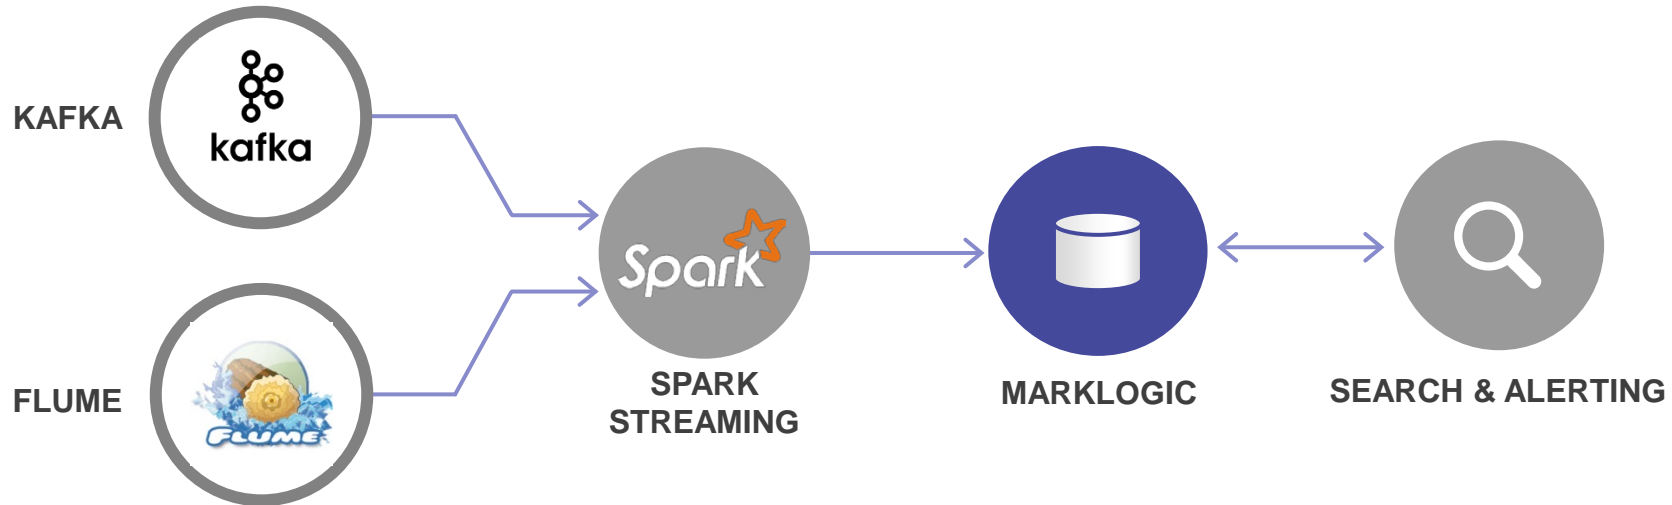 KAFKA
kafka
FLUME
FLUME
Spark
SPARK
STREAMING
MARKLOGIC
SEARCH & ALERTING